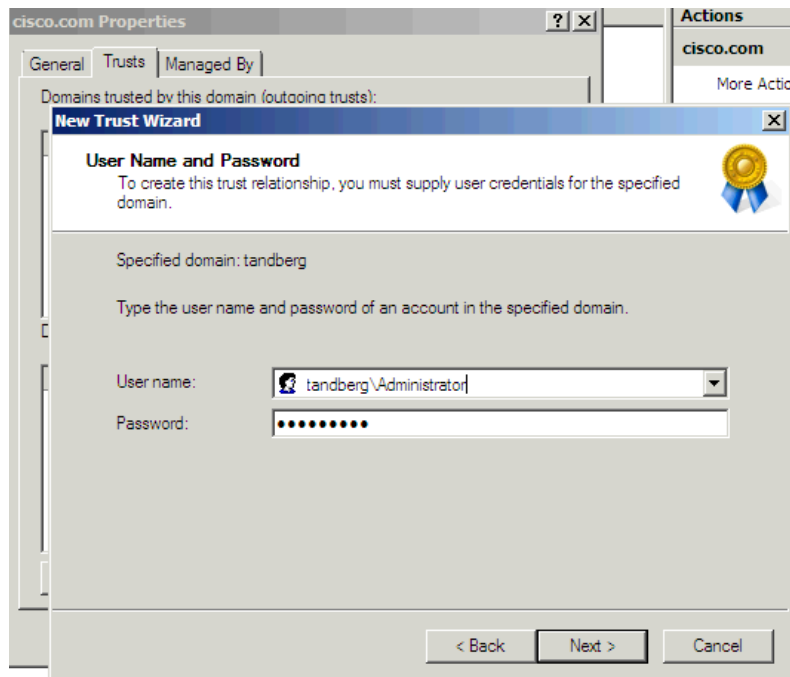 cisco.com Properties
Actions
General Trusts Managed By
cisco.com
Domains trusted by this domain (outgoing trusts):
More
New Trust Wizard
User Name and Password
To create this trust relationship, you must supply user credentials for the specified
domain.
Specified domain: tandberg
Type the user name and password of an account in the specified domain.
User name: tandberg\Administrator
Password: •••••••••
< Back Next > Cancel